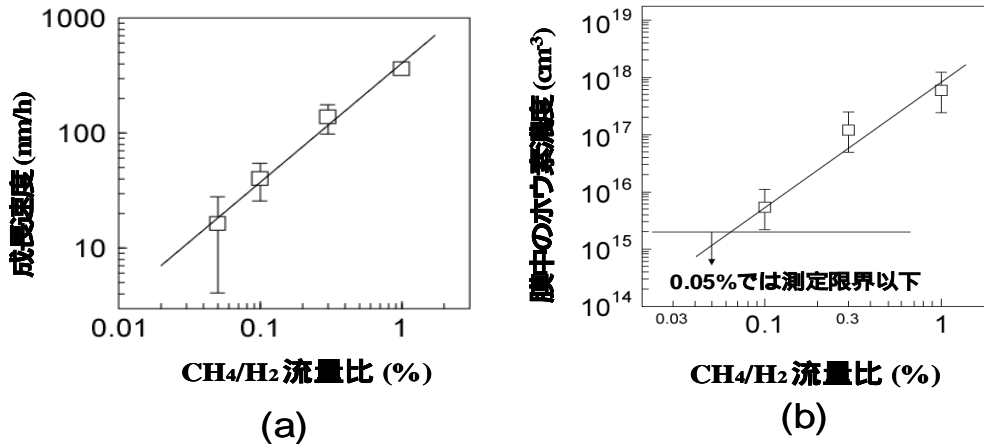 1000
100
10
成長速度 (nm/h)
0.01
0.1
1
CH4/H2 流量比 (%)
(a)
10¹⁹
10¹⁸
10¹⁷
10¹⁶
10¹⁵
10¹⁴
膜中のホウ素濃度 (cm⁻³)
0.05%では測定限界以下
0.03
0.1
0.3
1
CH4/H2 流量比 (%)
(b)